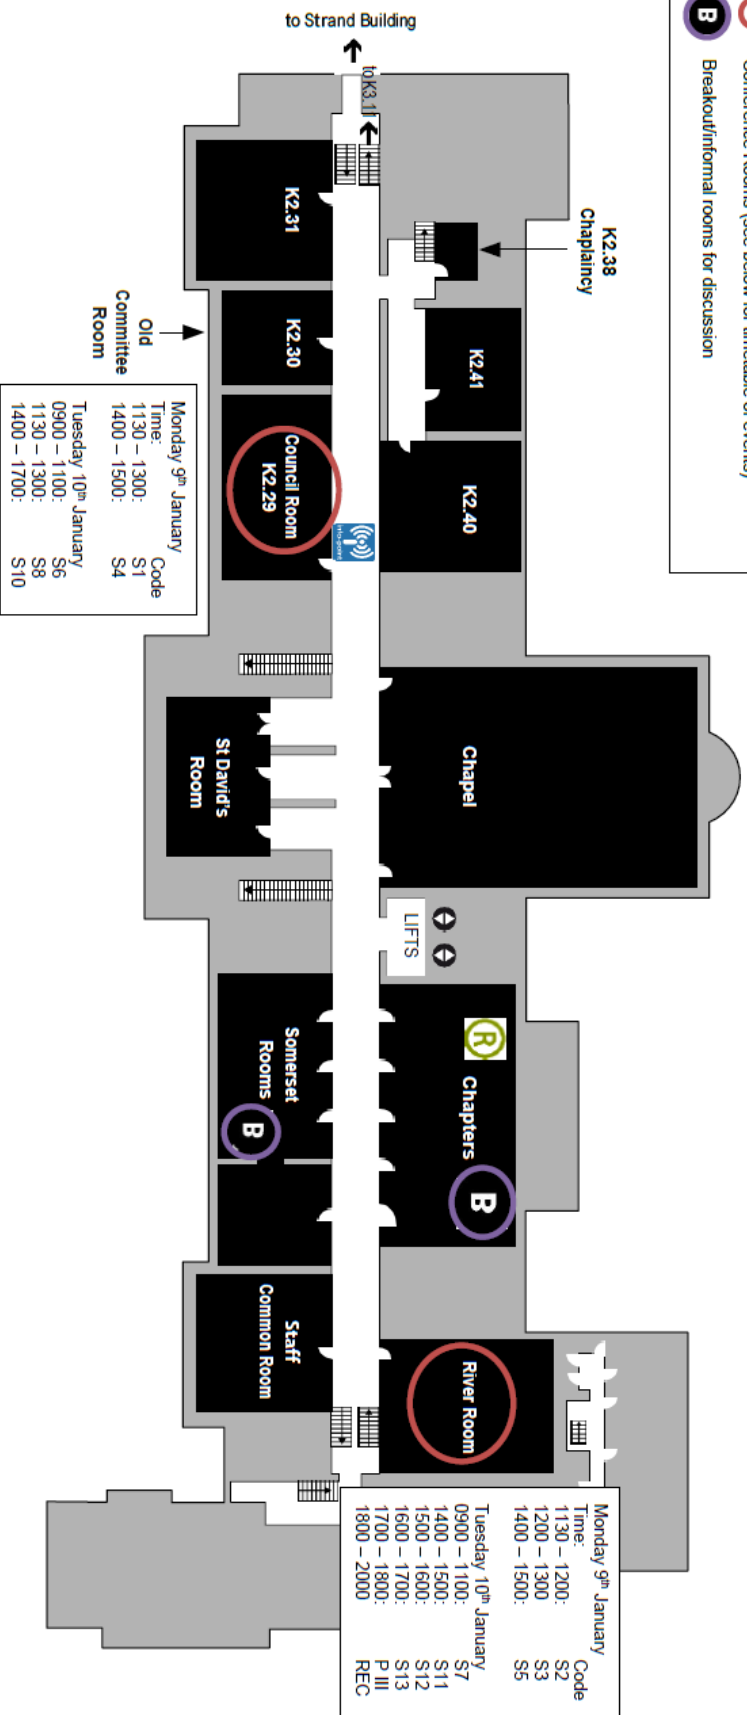 to Strand Building
to K3.11
B
Breakout/informal rooms for discussion
K2.38
Chaplaincy
K2.31
K2.30
Old
Committee
Room
K2.41
K2.40
Council Room
K2.29
info-point
Monday 9th January
Time: Code
1130 – 1300: S1
1400 – 1500: S4
Tuesday 10th January
0900 – 1100: S6
1130 – 1300: S8
1400 – 1700: S10
Chapel
St David's
Room
LIFTS
R
Chapters
B
Somerset
Rooms
B
Staff
Common Room
River Room
Monday 9th January
Time: Code
1130 – 1200: S2
1200 – 1300 S3
1400 – 1500: S5
Tuesday 10th January
0900 – 1100: S7
1400 – 1500: S11
1500 – 1600: S12
1600 – 1700: S13
1700 – 1800: P III
1800 – 2000 REC